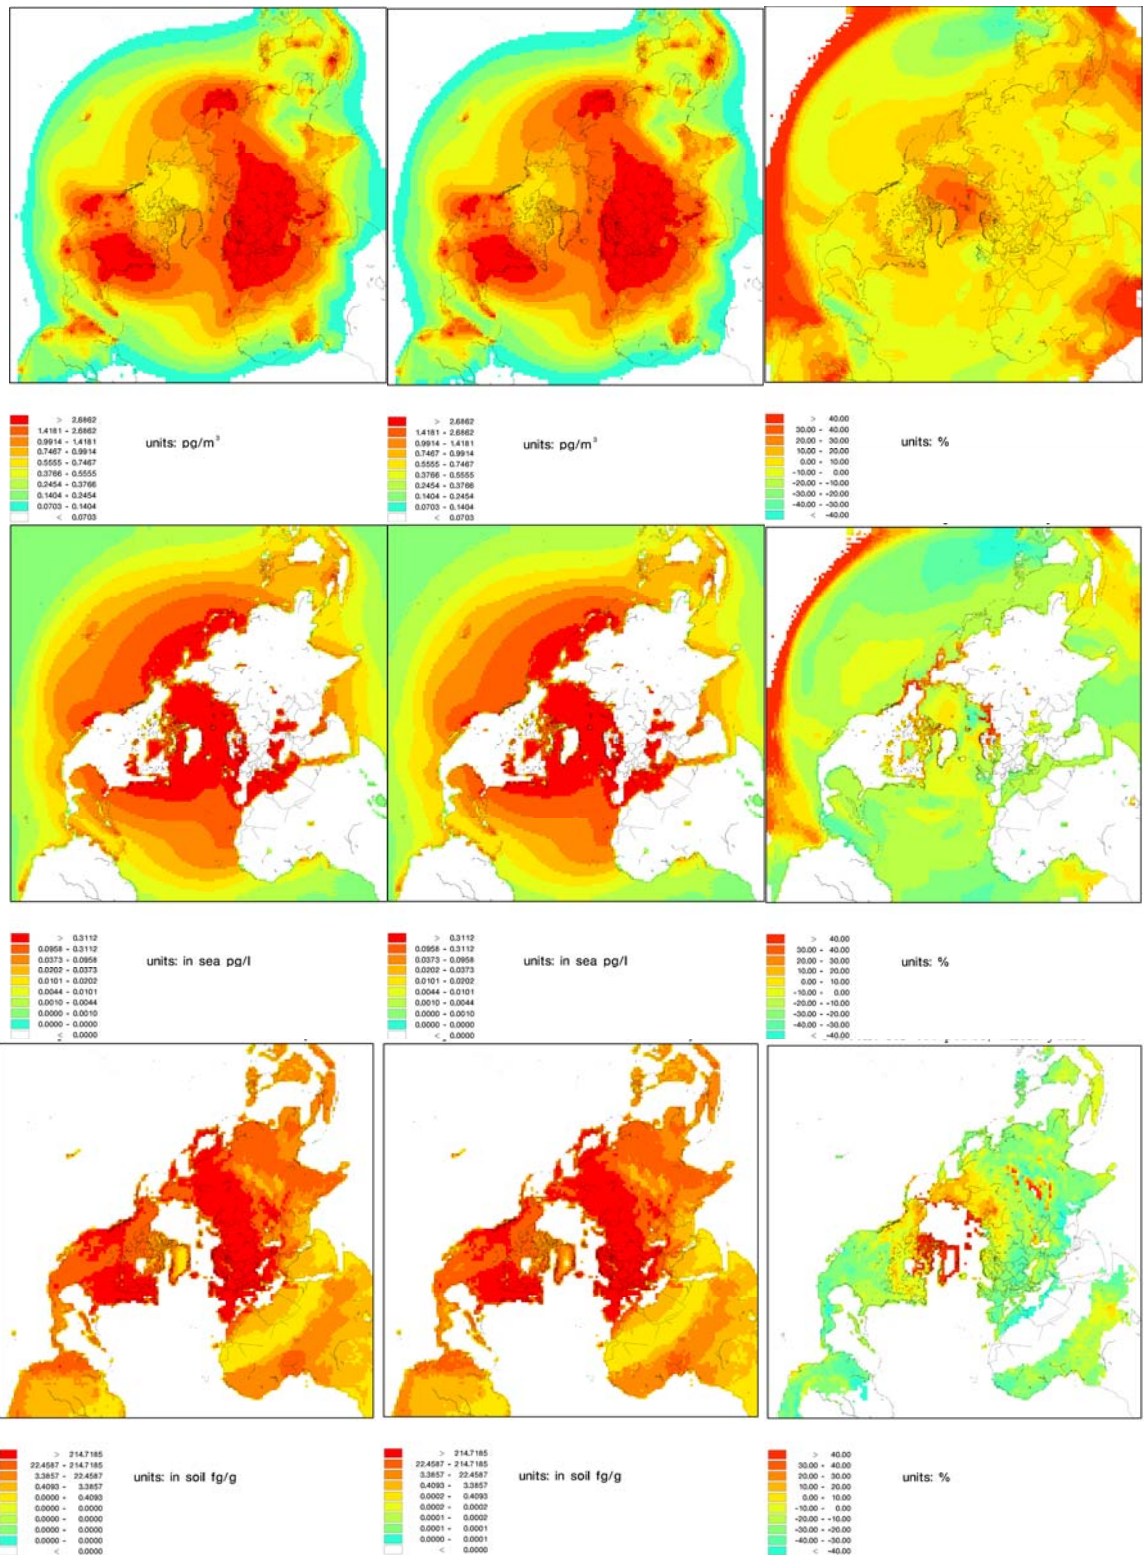 > 2.6862
1.4181 - 2.6862
0.9914 - 1.4181
0.7467 - 0.9914
0.5555 - 0.7467
0.3766 - 0.5555
0.2454 - 0.3766
0.1404 - 0.2454
0.0703 - 0.1404
< 0.0703
units: pg/m³
> 2.6862
1.4181 - 2.6862
0.9914 - 1.4181
0.7467 - 0.9914
0.5555 - 0.7467
0.3766 - 0.5555
0.2454 - 0.3766
0.1404 - 0.2454
0.0703 - 0.1404
< 0.0703
units: pg/m³
> 40.00
30.00 - 40.00
20.00 - 30.00
10.00 - 20.00
0.00 - 10.00
-10.00 - 0.00
-20.00 - -10.00
-30.00 - -20.00
-40.00 - -30.00
< -40.00
units: %
> 0.3112
0.0958 - 0.3112
0.0373 - 0.0958
0.0202 - 0.0373
0.0101 - 0.0202
0.0044 - 0.0101
0.0010 - 0.0044
0.0000 - 0.0010
0.0000 - 0.0000
< 0.0000
units: in sea pg/l
> 0.3112
0.0958 - 0.3112
0.0373 - 0.0958
0.0202 - 0.0373
0.0101 - 0.0202
0.0044 - 0.0101
0.0010 - 0.0044
0.0000 - 0.0010
0.0000 - 0.0000
< 0.0000
units: in sea pg/l
> 40.00
30.00 - 40.00
20.00 - 30.00
10.00 - 20.00
0.00 - 10.00
-10.00 - 0.00
-20.00 - -10.00
-30.00 - -20.00
-40.00 - -30.00
< -40.00
units: %
> 214.7185
22.4587 - 214.7185
3.3857 - 22.4587
0.4093 - 3.3857
0.0000 - 0.4093
0.0000 - 0.0000
0.0000 - 0.0000
0.0000 - 0.0000
0.0000 - 0.0000
< 0.0000
units: in soil fg/g
> 214.7185
22.4587 - 214.7185
3.3857 - 22.4587
0.4093 - 3.3857
0.0002 - 0.4093
0.0002 - 0.0002
0.0001 - 0.0002
0.0001 - 0.0001
0.0000 - 0.0001
< 0.0000
units: in soil fg/g
> 40.00
30.00 - 40.00
20.00 - 30.00
10.00 - 20.00
0.00 - 10.00
-10.00 - 0.00
-20.00 - -10.00
-30.00 - -20.00
-40.00 - -30.00
< -40.00
units: %